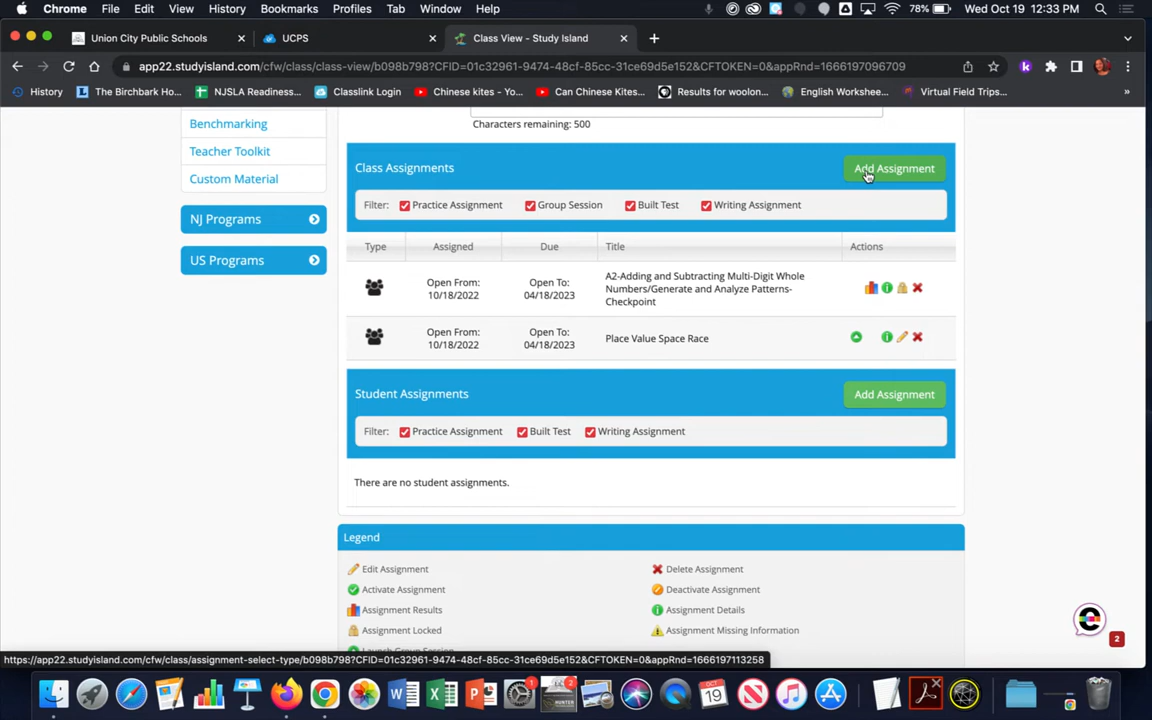 Chrome File Edit View History Bookmarks Profiles Tab Window Help 78% Wed Oct 19 12:33 PM
Union City Public Schools UCPS Class View - Study Island
app22.studyisland.com/cfw/class/class-view/b098b798?CFID=01c32961-9474-48cf-85cc-31ce69d5e152&CFTOKEN=0&appRnd=1666197096709
History The Birchbark Ho... NJSLA Readiness... Classlink Login Chinese kites - Yo... Can Chinese Kites... Results for woolon... English Workshee... Virtual Field Trips... »
Benchmarking
Teacher Toolkit
Custom Material
NJ Programs
US Programs
Characters remaining: 500
Class Assignments Add Assignment
Filter: Practice Assignment Group Session Built Test Writing Assignment
Type Assigned Due Title Actions
Open From: 10/18/2022 Open To: 04/18/2023
A2-Adding and Subtracting Multi-Digit Whole
Numbers/Generate and Analyze Patterns-
Checkpoint
Open From: 10/18/2022 Open To: 04/18/2023 Place Value Space Race
Student Assignments Add Assignment
Filter: Practice Assignment Built Test Writing Assignment
There are no student assignments.
Legend
Edit Assignment Delete Assignment
Activate Assignment Deactivate Assignment
Assignment Results Assignment Details
Assignment Locked Assignment Missing Information
2
https://app22.studyisland.com/cfw/class/assignment-select-type/b098b798?CFID=01c32961-9474-48cf-85cc-31ce69d5e152&CFTOKEN=0&appRnd=1666197113258